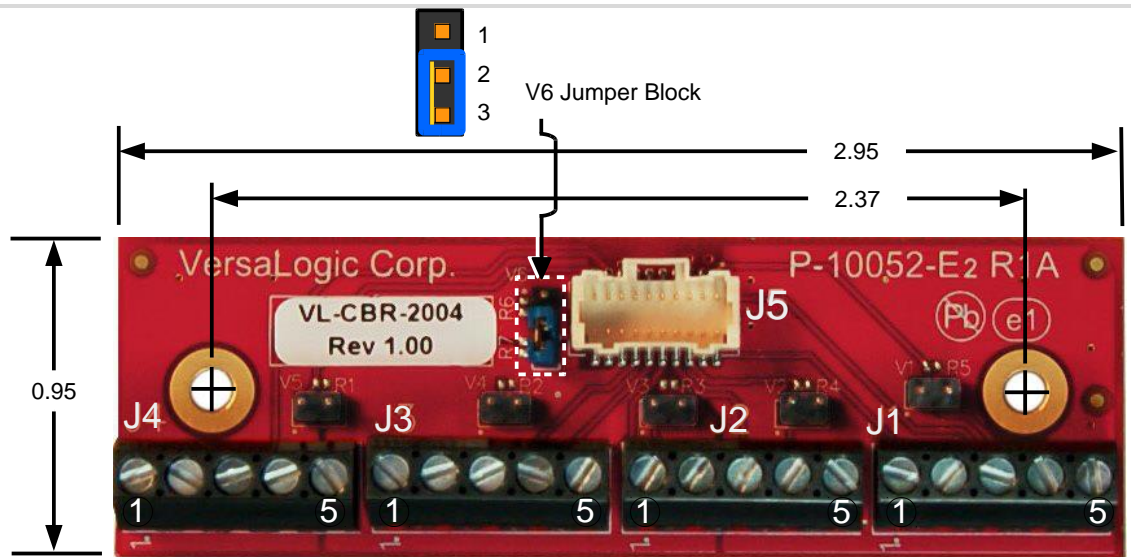 1
2
3
V6 Jumper Block
2.95
2.37
0.95
VersaLogic Corp.
P-10052-E2 R1A
V6
R6
R7
VL-CBR-2004
Rev 1.00
J5
Pb
e1
V5 R1
V4 R2
V3 R3
V2 R4
V1 R5
J4
J3
J2
J1
1 5
1 5
1 5
1 5